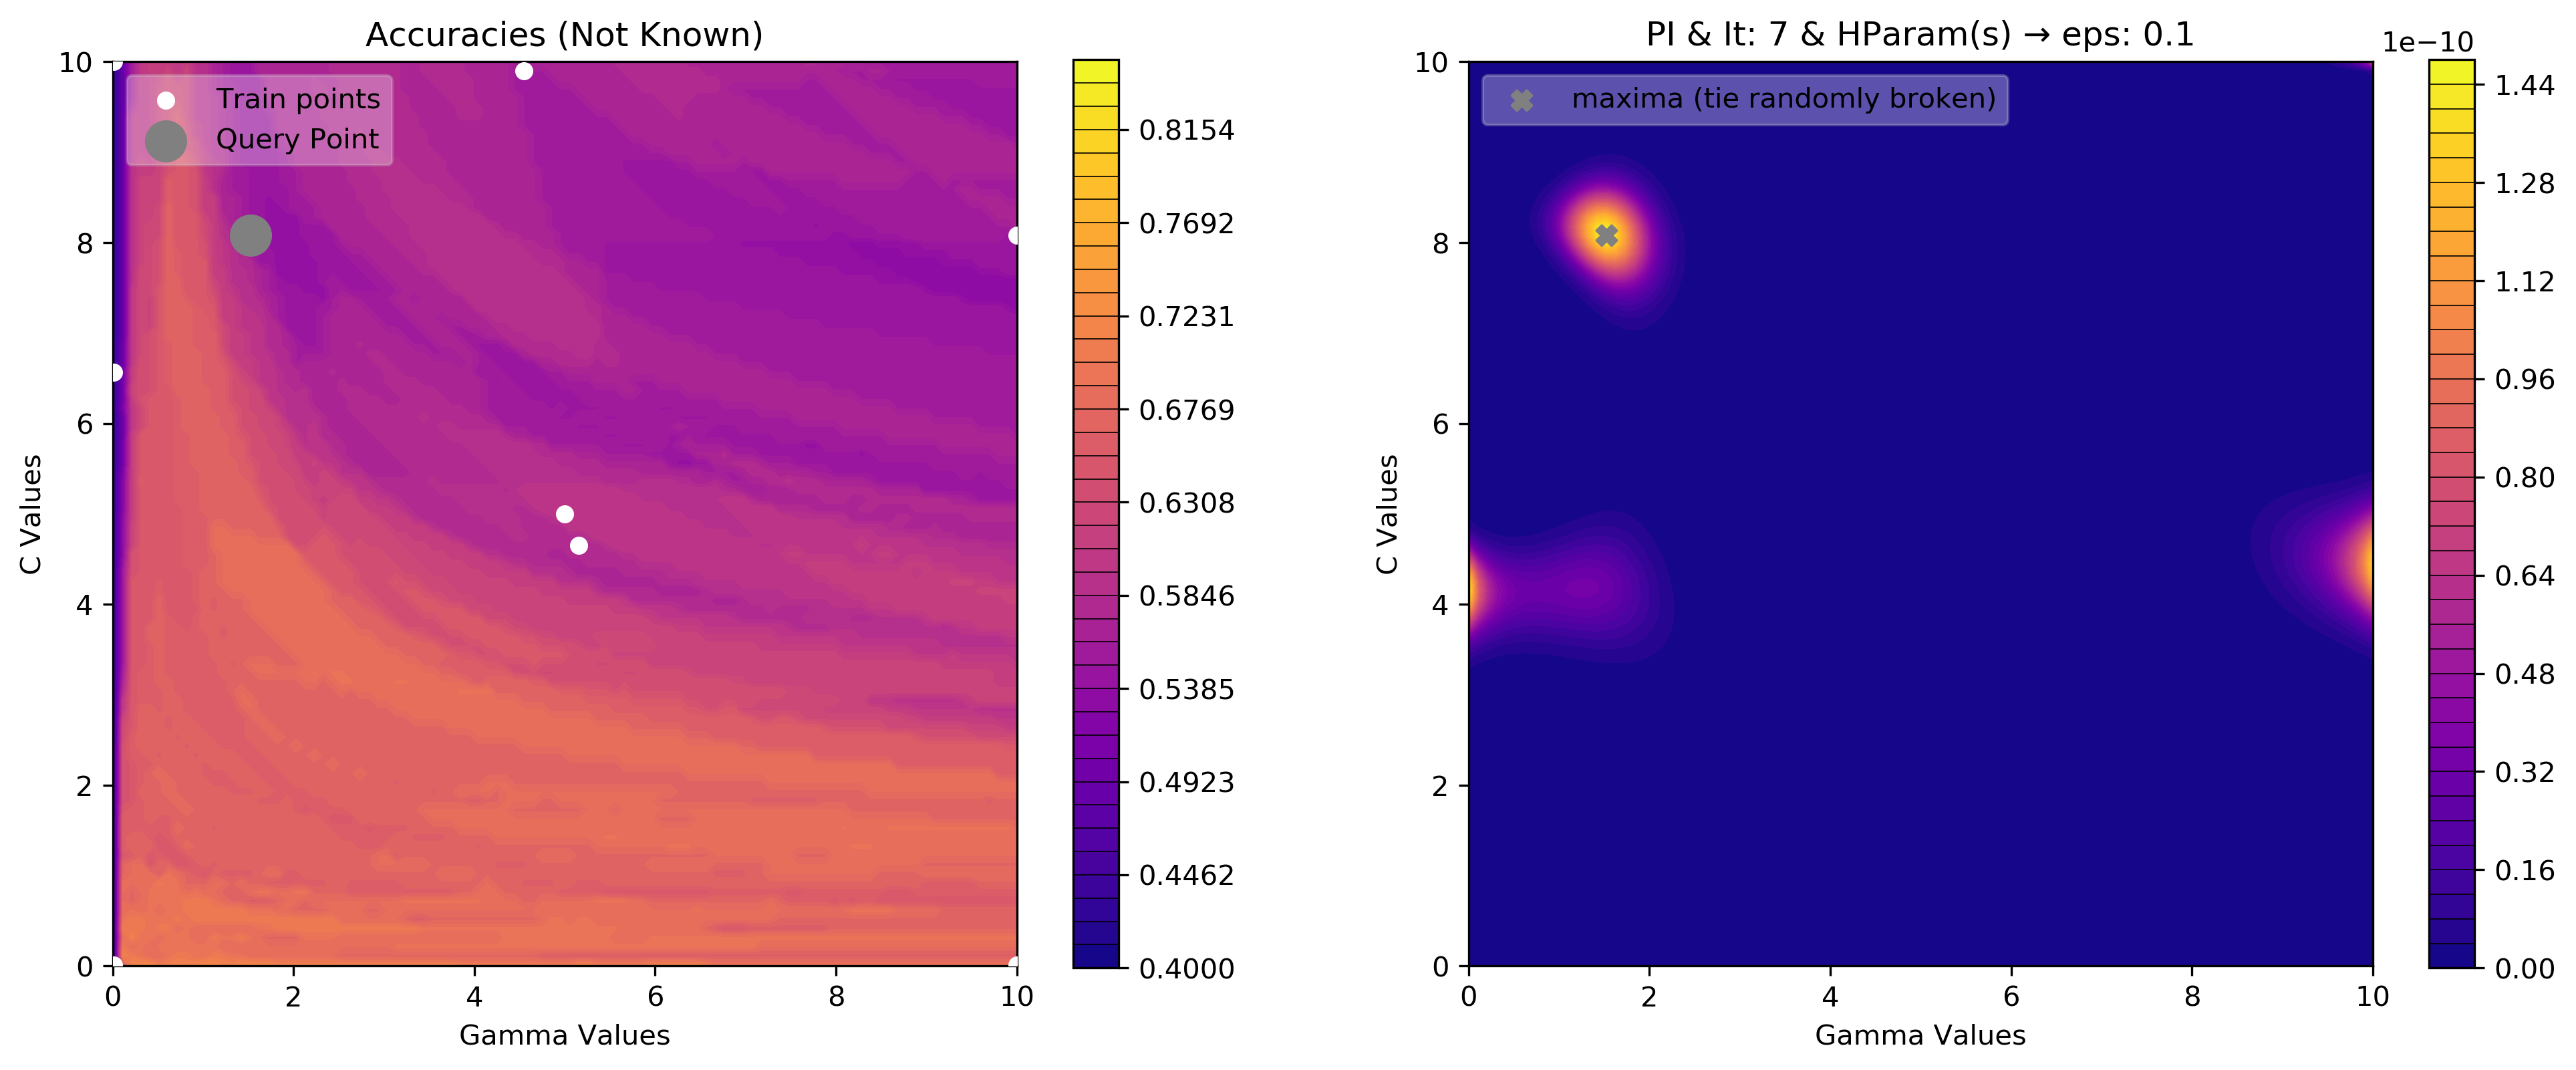 Accuracies (Not Known)
Train points
Query Point
10
8
6
4
2
0
C Values
0 2 4 6 8 10
Gamma Values
0.8154
0.7692
0.7231
0.6769
0.6308
0.5846
0.5385
0.4923
0.4462
0.4000
PI & It: 7 & HParam(s) → eps: 0.1
maxima (tie randomly broken)
10
8
6
4
2
0
C Values
0 2 4 6 8 10
Gamma Values
1e−10
1.44
1.28
1.12
0.96
0.80
0.64
0.48
0.32
0.16
0.00